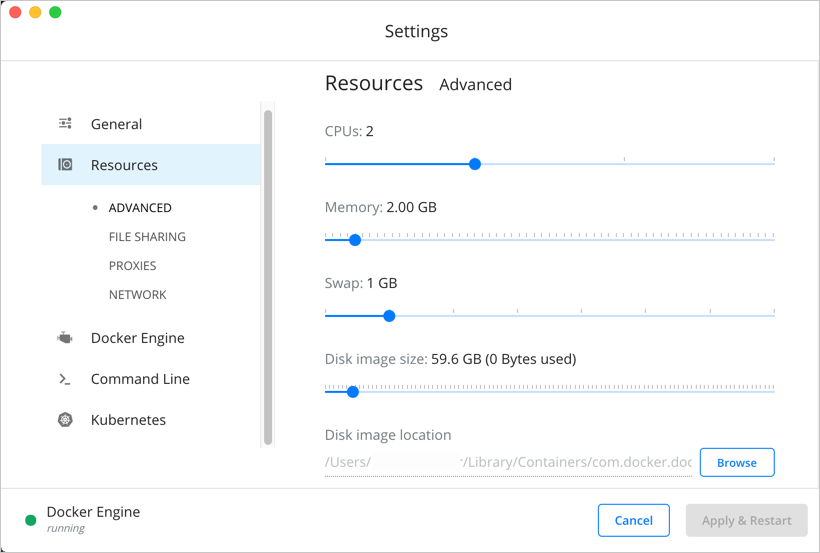 Settings
General
Resources
ADVANCED
FILE SHARING
PROXIES
NETWORK
Docker Engine
Command Line
Kubernetes
Resources Advanced
CPUs: 2
Memory: 2.00 GB
Swap: 1 GB
Disk image size: 59.6 GB (0 Bytes used)
Disk image location
/Users/ /Library/Containers/com.docker.doc
Browse
Docker Engine
running
Cancel
Apply & Restart